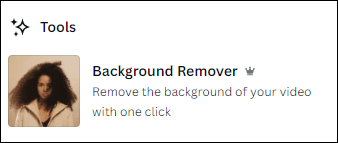 Tools
Background Remover
Remove the background of your video
with one click